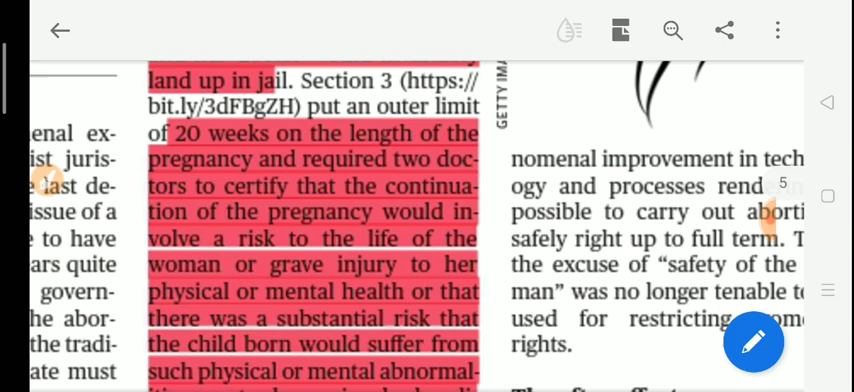 enal ex-
ist juris-
last de-
issue of a
to have
ars quite
govern-
he abor-
the tradi-
ate must
land up in jail. Section 3 (https://
bit.ly/3dFBgZH) put an outer limit
of 20 weeks on the length of the
pregnancy and required two doc-
tors to certify that the continua-
tion of the pregnancy would in-
volve a risk to the life of the
woman or grave injury to her
physical or mental health or that
there was a substantial risk that
the child born would suffer from
such physical or mental abnormal-
GETTY IMA
nomenal improvement in tech
ogy and processes rend
possible to carry out aborti
safely right up to full term. T
the excuse of “safety of the
man” was no longer tenable t
used for restricting
rights.
5